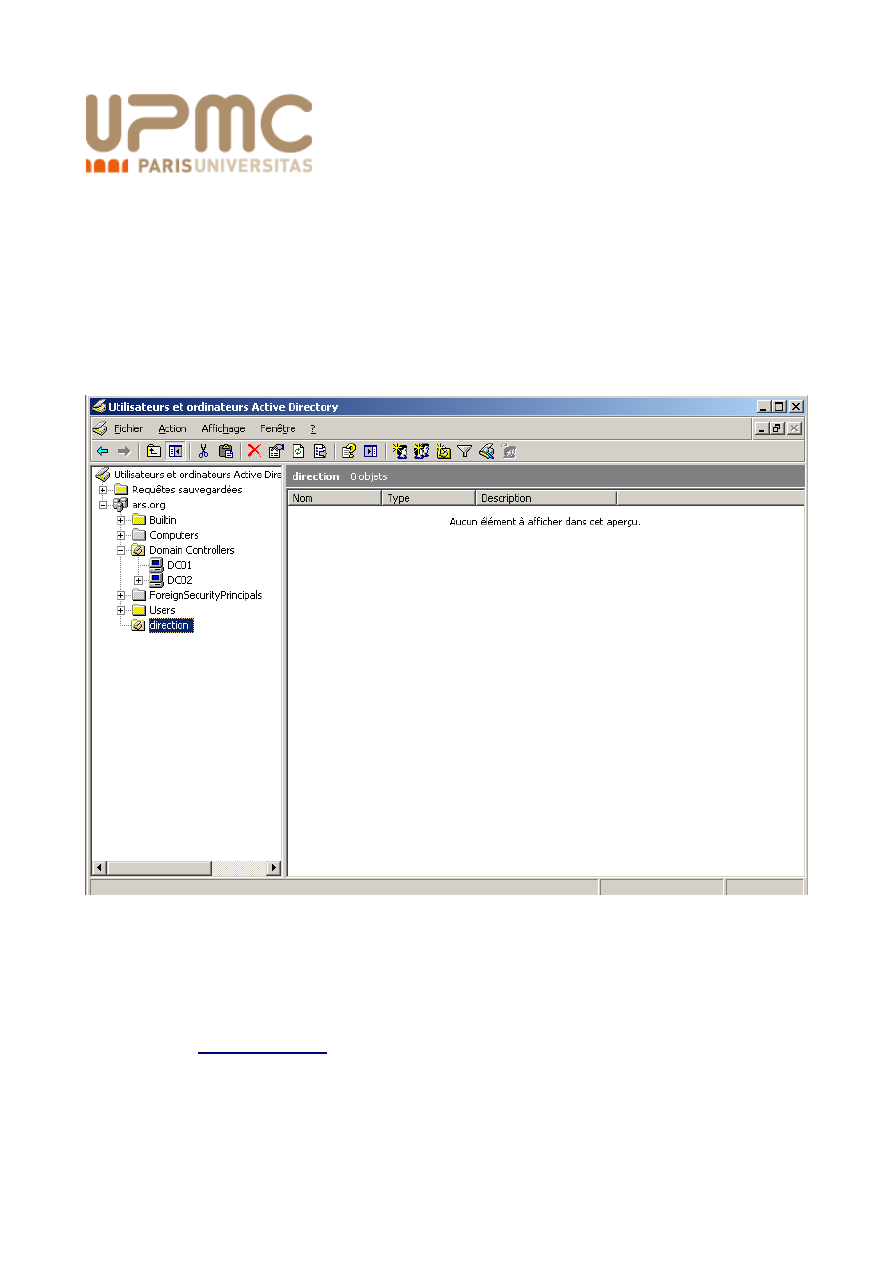 UPMC
PARISUNIVERSITAS
Utilisateurs et ordinateurs Active Directory
Fichier Action Affichage Fenêtre ?
Utilisateurs et ordinateurs Active Dire
Requêtes sauvegardées
ars.org
Builtin
Computers
Domain Controllers
DC01
DC02
ForeignSecurityPrincipals
Users
direction
direction 0 objets
Nom Type Description
Aucun élément à afficher dans cet aperçu.